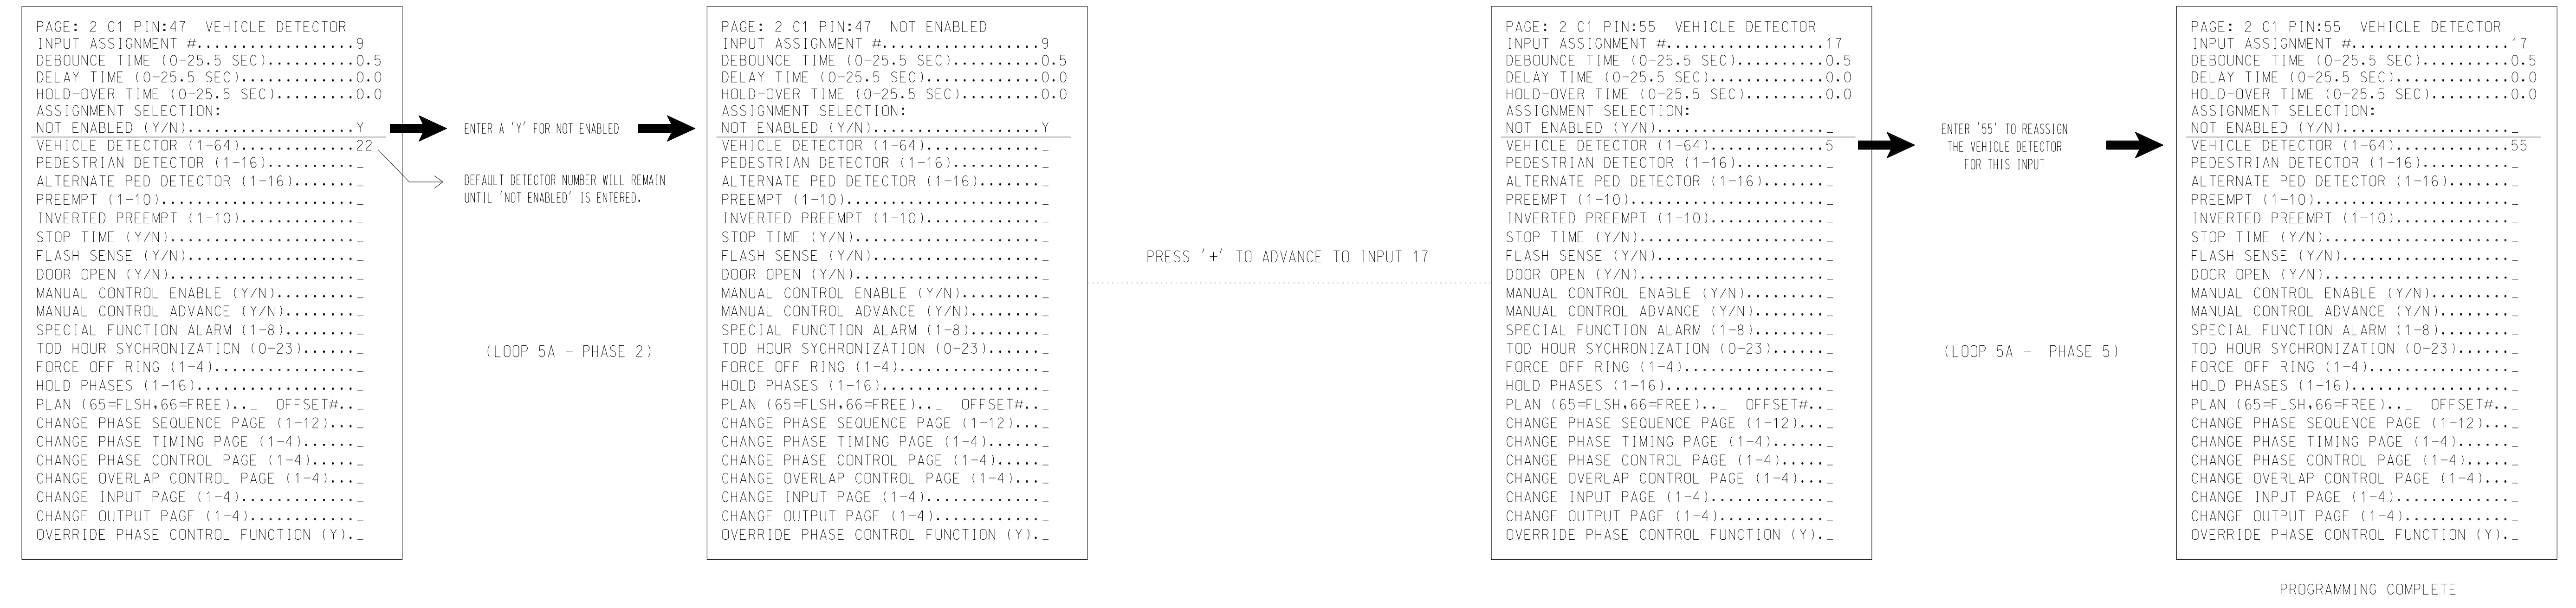 PAGE: 2 C1 PIN:47 VEHICLE DETECTOR
INPUT ASSIGNMENT #..................9
DEBOUNCE TIME (0-25.5 SEC)..........0.5
DELAY TIME (0-25.5 SEC).............0.0
HOLD-OVER TIME (0-25.5 SEC).........0.0
ASSIGNMENT SELECTION:
NOT ENABLED (Y/N)...................Y
VEHICLE DETECTOR (1-64).............22
PEDESTRIAN DETECTOR (1-16).........._
ALTERNATE PED DETECTOR (1-16)......._
PREEMPT (1-10)......................_
INVERTED PREEMPT (1-10)............._
STOP TIME (Y/N)....................._
FLASH SENSE (Y/N)..................._
DOOR OPEN (Y/N)....................._
MANUAL CONTROL ENABLE (Y/N)........._
MANUAL CONTROL ADVANCE (Y/N)........_
SPECIAL FUNCTION ALARM (1-8)........_
TOD HOUR SYCHRONIZATION (0-23)......_
FORCE OFF RING (1-4)................_
HOLD PHASES (1-16).................._
PLAN (65=FLSH,66=FREE).._ OFFSET#.._
CHANGE PHASE SEQUENCE PAGE (1-12)..._
CHANGE PHASE TIMING PAGE (1-4)......_
CHANGE PHASE CONTROL PAGE (1-4)....._
CHANGE OVERLAP CONTROL PAGE (1-4)..._
CHANGE INPUT PAGE (1-4)............._
CHANGE OUTPUT PAGE (1-4)............_
OVERRIDE PHASE CONTROL FUNCTION (Y)._
ENTER A 'Y' FOR NOT ENABLED
DEFAULT DETECTOR NUMBER WILL REMAIN
UNTIL 'NOT ENABLED' IS ENTERED.
(LOOP 5A - PHASE 2)
PAGE: 2 C1 PIN:47 NOT ENABLED
INPUT ASSIGNMENT #..................9
DEBOUNCE TIME (0-25.5 SEC)..........0.5
DELAY TIME (0-25.5 SEC).............0.0
HOLD-OVER TIME (0-25.5 SEC).........0.0
ASSIGNMENT SELECTION:
NOT ENABLED (Y/N)...................Y
VEHICLE DETECTOR (1-64)............._
PEDESTRIAN DETECTOR (1-16).........._
ALTERNATE PED DETECTOR (1-16)......._
PREEMPT (1-10)......................_
INVERTED PREEMPT (1-10)............._
STOP TIME (Y/N)....................._
FLASH SENSE (Y/N)..................._
DOOR OPEN (Y/N)....................._
MANUAL CONTROL ENABLE (Y/N)........._
MANUAL CONTROL ADVANCE (Y/N)........_
SPECIAL FUNCTION ALARM (1-8)........_
TOD HOUR SYCHRONIZATION (0-23)......_
FORCE OFF RING (1-4)................_
HOLD PHASES (1-16).................._
PLAN (65=FLSH,66=FREE).._ OFFSET#.._
CHANGE PHASE SEQUENCE PAGE (1-12)..._
CHANGE PHASE TIMING PAGE (1-4)......_
CHANGE PHASE CONTROL PAGE (1-4)....._
CHANGE OVERLAP CONTROL PAGE (1-4)..._
CHANGE INPUT PAGE (1-4)............._
CHANGE OUTPUT PAGE (1-4)............_
OVERRIDE PHASE CONTROL FUNCTION (Y)._
PRESS '+' TO ADVANCE TO INPUT 17
PAGE: 2 C1 PIN:55 VEHICLE DETECTOR
INPUT ASSIGNMENT #..................17
DEBOUNCE TIME (0-25.5 SEC)..........0.5
DELAY TIME (0-25.5 SEC).............0.0
HOLD-OVER TIME (0-25.5 SEC).........0.0
ASSIGNMENT SELECTION:
NOT ENABLED (Y/N)..................._
VEHICLE DETECTOR (1-64).............5
PEDESTRIAN DETECTOR (1-16).........._
ALTERNATE PED DETECTOR (1-16)......._
PREEMPT (1-10)......................_
INVERTED PREEMPT (1-10)............._
STOP TIME (Y/N)....................._
FLASH SENSE (Y/N)..................._
DOOR OPEN (Y/N)....................._
MANUAL CONTROL ENABLE (Y/N)........._
MANUAL CONTROL ADVANCE (Y/N)........_
SPECIAL FUNCTION ALARM (1-8)........_
TOD HOUR SYCHRONIZATION (0-23)......_
FORCE OFF RING (1-4)................_
HOLD PHASES (1-16).................._
PLAN (65=FLSH,66=FREE).._ OFFSET#.._
CHANGE PHASE SEQUENCE PAGE (1-12)..._
CHANGE PHASE TIMING PAGE (1-4)......_
CHANGE PHASE CONTROL PAGE (1-4)....._
CHANGE OVERLAP CONTROL PAGE (1-4)..._
CHANGE INPUT PAGE (1-4)............._
CHANGE OUTPUT PAGE (1-4)............_
OVERRIDE PHASE CONTROL FUNCTION (Y)._
ENTER '55' TO REASSIGN
THE VEHICLE DETECTOR
FOR THIS INPUT
(LOOP 5A - PHASE 5)
PAGE: 2 C1 PIN:55 VEHICLE DETECTOR
INPUT ASSIGNMENT #..................17
DEBOUNCE TIME (0-25.5 SEC)..........0.5
DELAY TIME (0-25.5 SEC).............0.0
HOLD-OVER TIME (0-25.5 SEC).........0.0
ASSIGNMENT SELECTION:
NOT ENABLED (Y/N)..................._
VEHICLE DETECTOR (1-64).............55
PEDESTRIAN DETECTOR (1-16).........._
ALTERNATE PED DETECTOR (1-16)......._
PREEMPT (1-10)......................_
INVERTED PREEMPT (1-10)............._
STOP TIME (Y/N)....................._
FLASH SENSE (Y/N)..................._
DOOR OPEN (Y/N)....................._
MANUAL CONTROL ENABLE (Y/N)........._
MANUAL CONTROL ADVANCE (Y/N)........_
SPECIAL FUNCTION ALARM (1-8)........_
TOD HOUR SYCHRONIZATION (0-23)......_
FORCE OFF RING (1-4)................_
HOLD PHASES (1-16).................._
PLAN (65=FLSH,66=FREE).._ OFFSET#.._
CHANGE PHASE SEQUENCE PAGE (1-12)..._
CHANGE PHASE TIMING PAGE (1-4)......_
CHANGE PHASE CONTROL PAGE (1-4)....._
CHANGE OVERLAP CONTROL PAGE (1-4)..._
CHANGE INPUT PAGE (1-4)............._
CHANGE OUTPUT PAGE (1-4)............_
OVERRIDE PHASE CONTROL FUNCTION (Y)._
PROGRAMMING COMPLETE